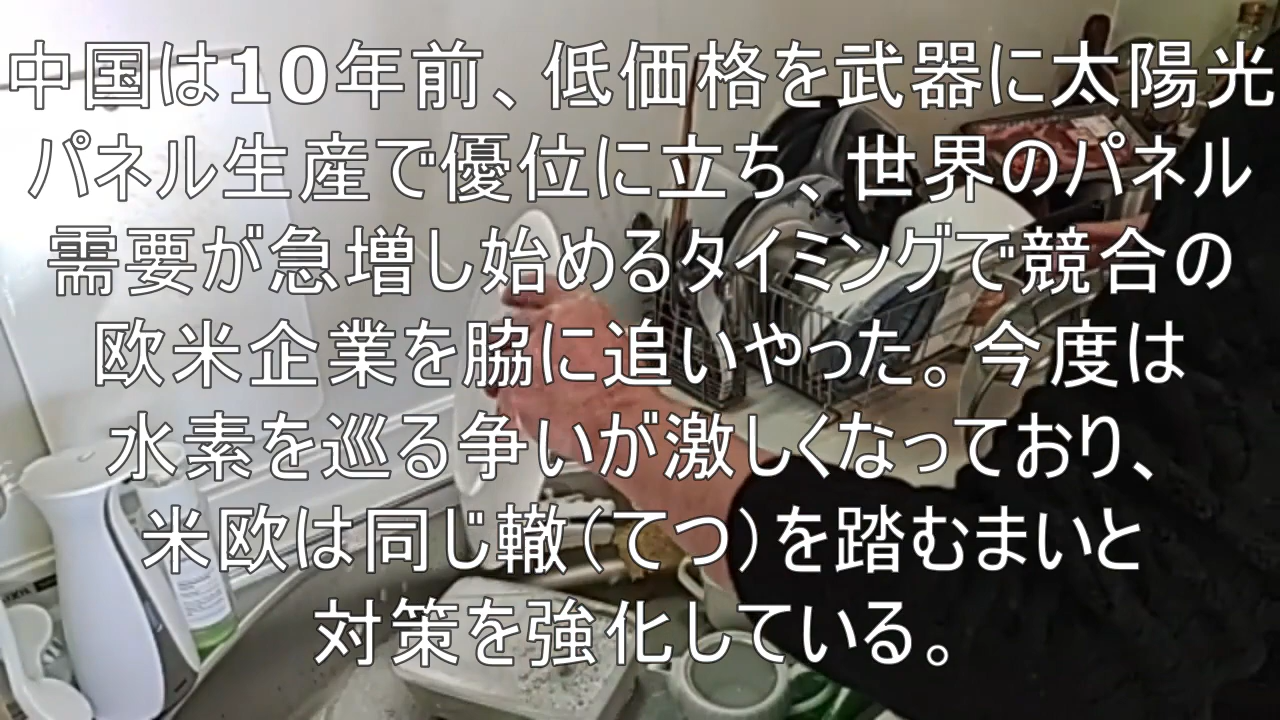 中国は10年前、低価格を武器に太陽光
パネル生産で優位に立ち、世界のパネル
需要が急増し始めるタイミングで競合の
欧米企業を脇に追いやった。今度は
水素を巡る争いが激しくなっており、
米欧は同じ轍（てつ）を踏むまいと
対策を強化している。